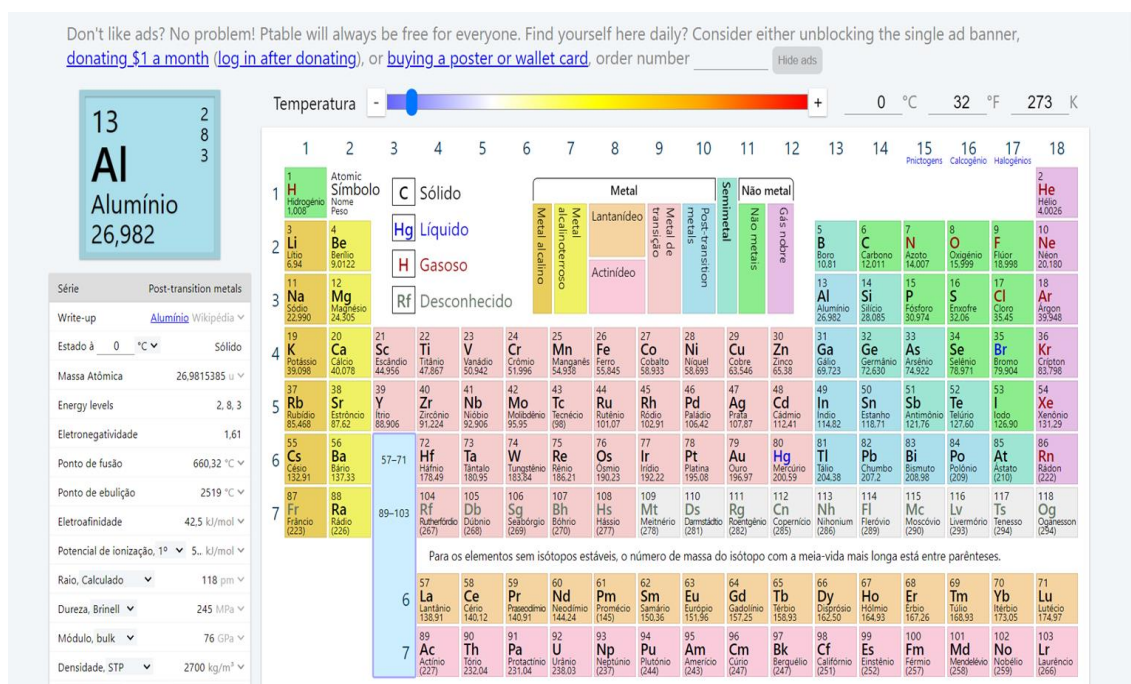 Don't like ads? No problem! Ptable will always be free for everyone. Find yourself here daily? Consider either unblocking the single ad banner,
donating $1 a month (log in after donating), or buying a poster or wallet card, order number Hide ads
13 2 8 3
Al
Alumínio
26,982
Temperatura - + 0 °C 32 °F 273 K
Série Post-transition metals
Write-up Alumínio Wikipédia
Estado à 0 °C Sólido
Massa Atômica 26,9815385 u
Energy levels 2, 8, 3
Eletronegatividade 1,61
Ponto de fusão 660,32 °C
Ponto de ebulição 2519 °C
Eletroafinidade 42,5 kJ/mol
Potencial de ionização, 1º 5.. kJ/mol
Raio, Calculado 118 pm
Dureza, Brinell 245 MPa
Módulo, bulk 76 GPa
Densidade, STP 2700 kg/m³
1 2 3 4 5 6 7 8 9 10 11 12 13 14 15 16 17 18
Pnictogens Calcogênio Halogênios
Atomic
Símbolo
Nome
Peso
C Sólido
Hg Líquido
H Gasoso
Rf Desconhecido
Metal
Não metal
Metal alcalino
Metal alcalinoterroso
Lantanídeo
Actinídeo
Metal de transição
Post-transition metals
Semimetal
Não metais
Gás nobre
1
1 H Hidrogénio 1,008
2 He Hélio 4.0026
2
3 Li Lítio 6.94
4 Be Berílio 9.0122
5 B Boro 10.81
6 C Carbono 12,011
7 N Azoto 14.007
8 O Oxigénio 15,999
9 F Flúor 18,998
10 Ne Néon 20,180
3
11 Na Sódio 22.990
12 Mg Magnésio 24,305
13 Al Alumínio 26,982
14 Si Silício 28,085
15 P Fósforo 30,974
16 S Enxofre 32,06
17 Cl Cloro 35.45
18 Ar Árgon 39,948
4
19 K Potássio 39,098
20 Ca Cálcio 40.078
21 Sc Escândio 44,956
22 Ti Titânio 47,867
23 V Vanádio 50,942
24 Cr Crômio 51,996
25 Mn Manganês 54,938
26 Fe Ferro 55,845
27 Co Cobalto 58,933
28 Ni Níquel 58,693
29 Cu Cobre 63,546
30 Zn Zinco 65.38
31 Ga Gálio 69,723
32 Ge Germânio 72,630
33 As Arsénio 74,922
34 Se Selênio 78,971
35 Br Bromo 79,904
36 Kr Cripton 83,798
5
37 Rb Rubídio 85,468
38 Sr Estrôncio 87.62
39 Y Ítrio 88,906
40 Zr Zircônio 91,224
41 Nb Nióbio 92,906
42 Mo Molibdênio 95.95
43 Tc Tecnécio (98)
44 Ru Rutênio 101.07
45 Rh Ródio 102.91
46 Pd Paládio 106,42
47 Ag Prata 107,87
48 Cd Cádmio 112,41
49 In Indio 114,82
50 Sn Estanho 118,71
51 Sb Antimônio 121,76
52 Te Telúrio 127,60
53 I Iodo 126,90
54 Xe Xenônio 131,29
6
55 Cs Césio 132,91
56 Ba Bário 137.33
57–71
72 Hf Háfnio 178.49
73 Ta Tântalo 180,95
74 W Tungstênio 183,84
75 Re Rênio 186.21
76 Os Ósmio 190.23
77 Ir Irídio 192.22
78 Pt Platina 195.08
79 Au Ouro 196,97
80 Hg Mercúrio 200.59
81 Tl Tálio 204.38
82 Pb Chumbo 207.2
83 Bi Bismuto 208,98
84 Po Polônio (209)
85 At Astato (210)
86 Rn Rádon (222)
7
87 Fr Frâncio (223)
88 Ra Rádio (226)
89–103
104 Rf Rutherfórdio (267)
105 Db Dúbnio (268)
106 Sg Seabórgio (269)
107 Bh Bóhrio (270)
108 Hs Hássio (277)
109 Mt Meitnério (278)
110 Ds Darmstádtio (281)
111 Rg Roentgênio (282)
112 Cn Copernício (285)
113 Nh Nihonium (286)
114 Fl Fleróvio (289)
115 Mc Moscóvio (290)
116 Lv Livermório (293)
117 Ts Tenesso (294)
118 Og Oganesson (294)
Para os elementos sem isótopos estáveis, o número de massa do isótopo com a meia-vida mais longa está entre parênteses.
6
57 La Lantânio 138,91
58 Ce Cério 140.12
59 Pr Praseodímio 140,91
60 Nd Neodímio 144,24
61 Pm Promécio (145)
62 Sm Samário 150,36
63 Eu Európio 151,96
64 Gd Gadolínio 157,25
65 Tb Térbio 158,93
66 Dy Disprósio 162,50
67 Ho Hólmio 164,93
68 Er Érbio 167,26
69 Tm Túlio 168,93
70 Yb Itérbio 173,05
71 Lu Lutécio 174,97
7
89 Ac Actínio (227)
90 Th Tório 232.04
91 Pa Protactínio 231.04
92 U Urânio 238.03
93 Np Neptúnio (237)
94 Pu Plutónio (244)
95 Am Amerício (243)
96 Cm Cúrio (247)
97 Bk Berquélio (247)
98 Cf Califórnio (251)
99 Es Einstênio (252)
100 Fm Férmio (257)
101 Md Mendelévio (258)
102 No Nobélio (259)
103 Lr Laurêncio (266)